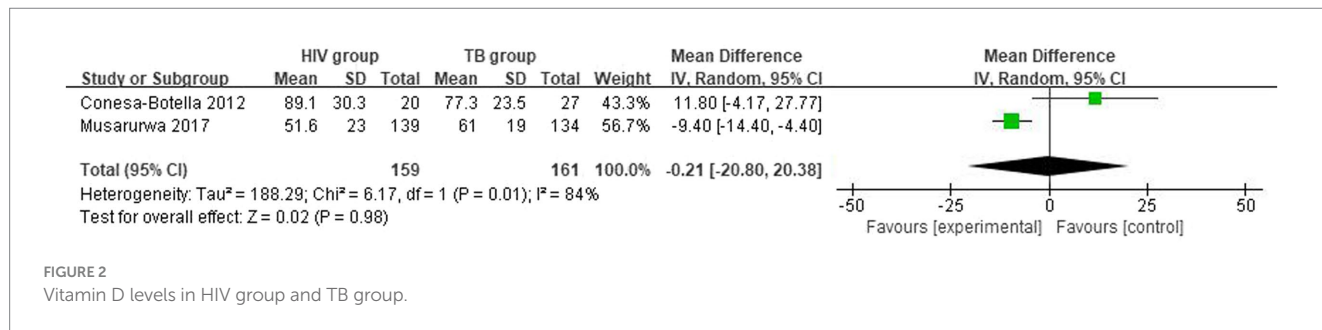 HIV group TB group Mean Difference Mean Difference
Study or Subgroup Mean SD Total Mean SD Total Weight IV, Random, 95% CI IV, Random, 95% CI
Conesa-Botella 2012 89.1 30.3 20 77.3 23.5 27 43.3% 11.80 [-4.17, 27.77]
Musarurwa 2017 51.6 23 139 61 19 134 56.7% -9.40 [-14.40, -4.40]
Total (95% CI) 159 161 100.0% -0.21 [-20.80, 20.38]
Heterogeneity: Tau² = 188.29; Chi² = 6.17, df = 1 (P = 0.01); I² = 84%
Test for overall effect: Z = 0.02 (P = 0.98)
-50 -25 0 25 50
Favours [experimental] Favours [control]
FIGURE 2
Vitamin D levels in HIV group and TB group.